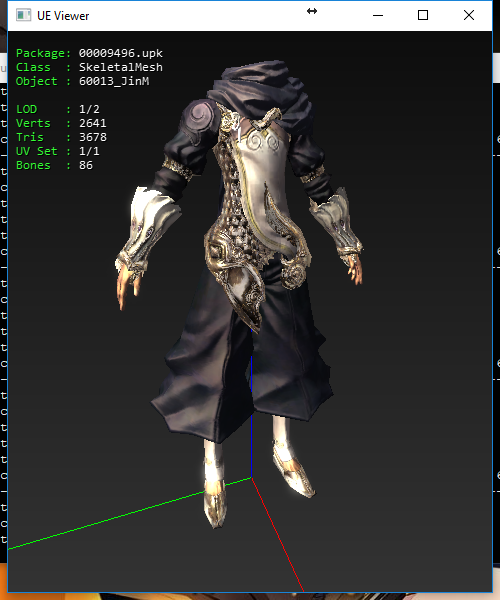 UE Viewer
Package: 00009496.upk
Class  : SkeletalMesh
Object : 60013_JinM
LOD    : 1/2
Verts  : 2641
Tris   : 3678
UV Set : 1/1
Bones  : 86